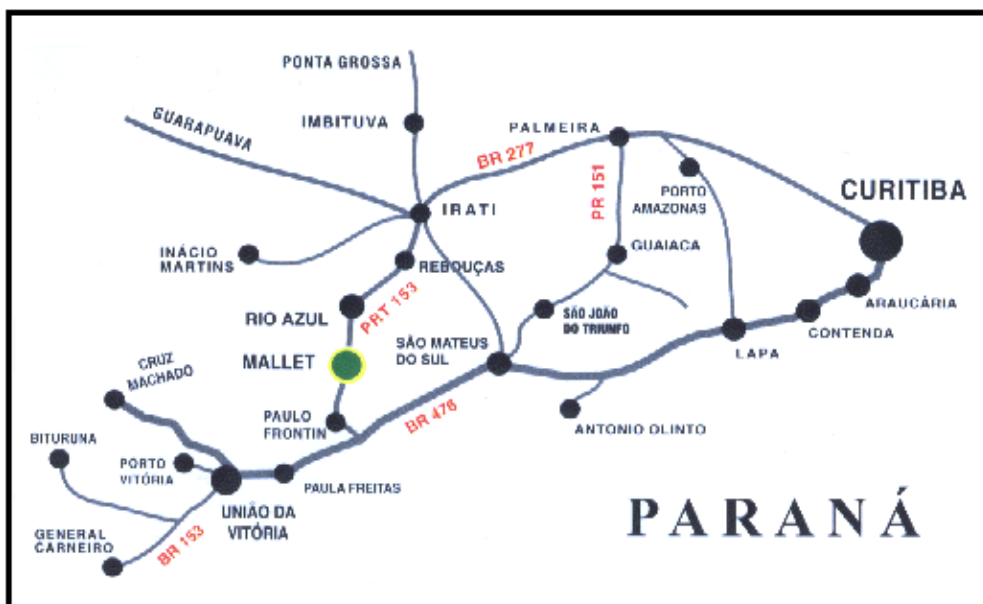 PONTA GROSSA
GUARAPUAVA
IMBITUVA
PALMEIRA
BR 277
PR 151
PORTO
AMAZONAS
CURITIBA
IRATI
GUAIACA
INÁCIO
MARTINS
REBOUÇAS
PRT 153
ARAUCÁRIA
RIO AZUL
SÃO JOÃO
DO TRIUNFO
CONTENDA
SÃO MATEUS
DO SUL
LAPA
MALLET
CRUZ
MACHADO
BR 476
PAULO
FRONTIN
ANTONIO OLINTO
BITURUNA
PORTO
VITÓRIA
PAULA FREITAS
UNIÃO DA
VITÓRIA
PARANÁ
GENERAL
CARNEIRO
BR 153